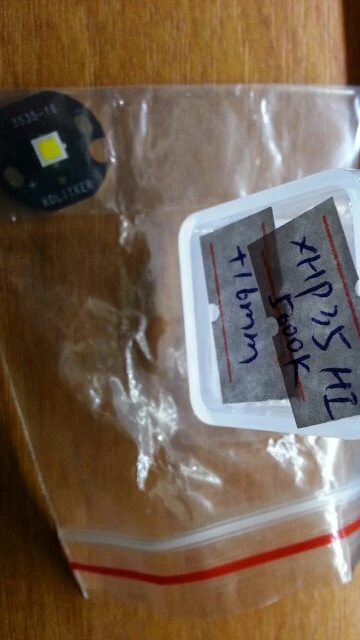 3535-16
KDLITKER
XHP35 HI
5000K
+16mm